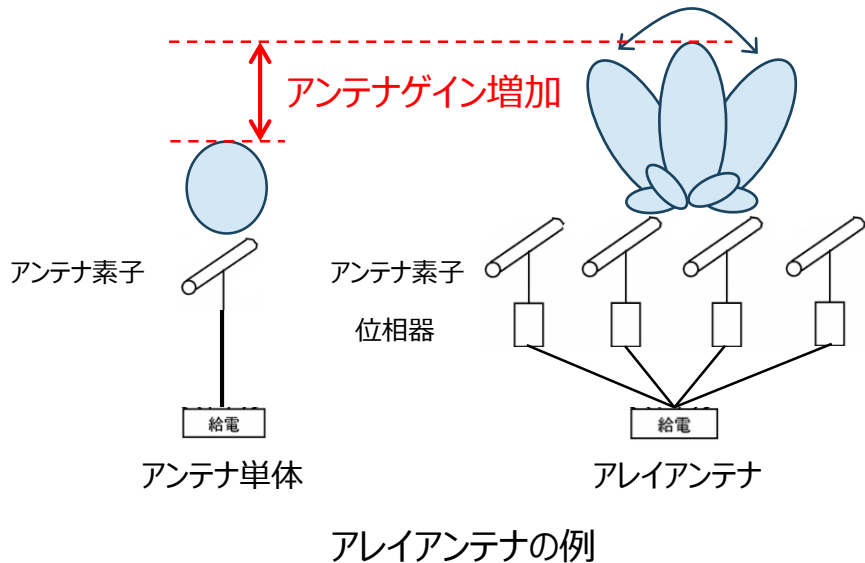 アンテナゲイン増加
アンテナ素子
アンテナ素子
位相器
給電
給電
アンテナ単体
アレイアンテナ
アレイアンテナの例